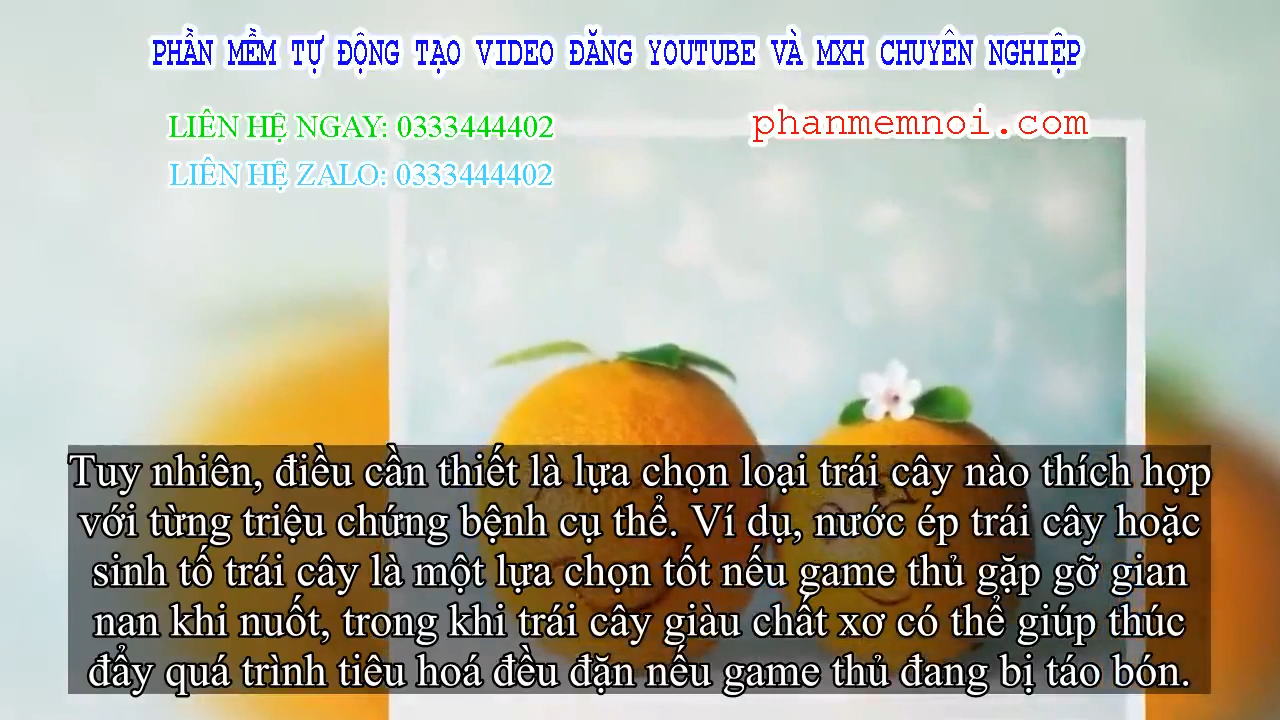 PHẦN MỀM TỰ ĐỘNG TẠO VIDEO ĐĂNG YOUTUBE VÀ MXH CHUYÊN NGHIỆP
LIÊN HỆ NGAY: 0333444402
phanmemnoi.com
LIÊN HỆ ZALO: 0333444402
Tuy nhiên, điều cần thiết là lựa chọn loại trái cây nào thích hợp
với từng triệu chứng bệnh cụ thể. Ví dụ, nước ép trái cây hoặc
sinh tố trái cây là một lựa chọn tốt nếu game thủ gặp gỡ gian
nan khi nuốt, trong khi trái cây giàu chất xơ có thể giúp thúc
đẩy quá trình tiêu hoá đều đặn nếu game thủ đang bị táo bón.